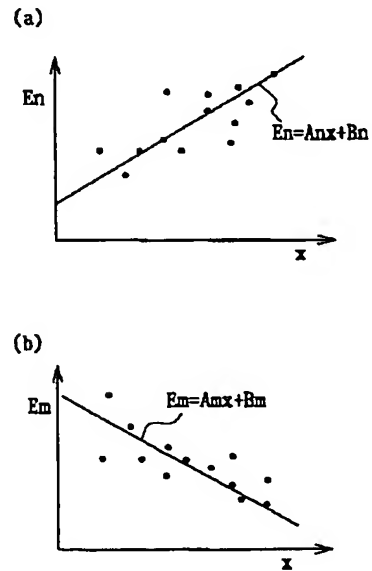 (a)
En
En=Anx+Bn
x
(b)
Em
Em=Amx+Bm
x